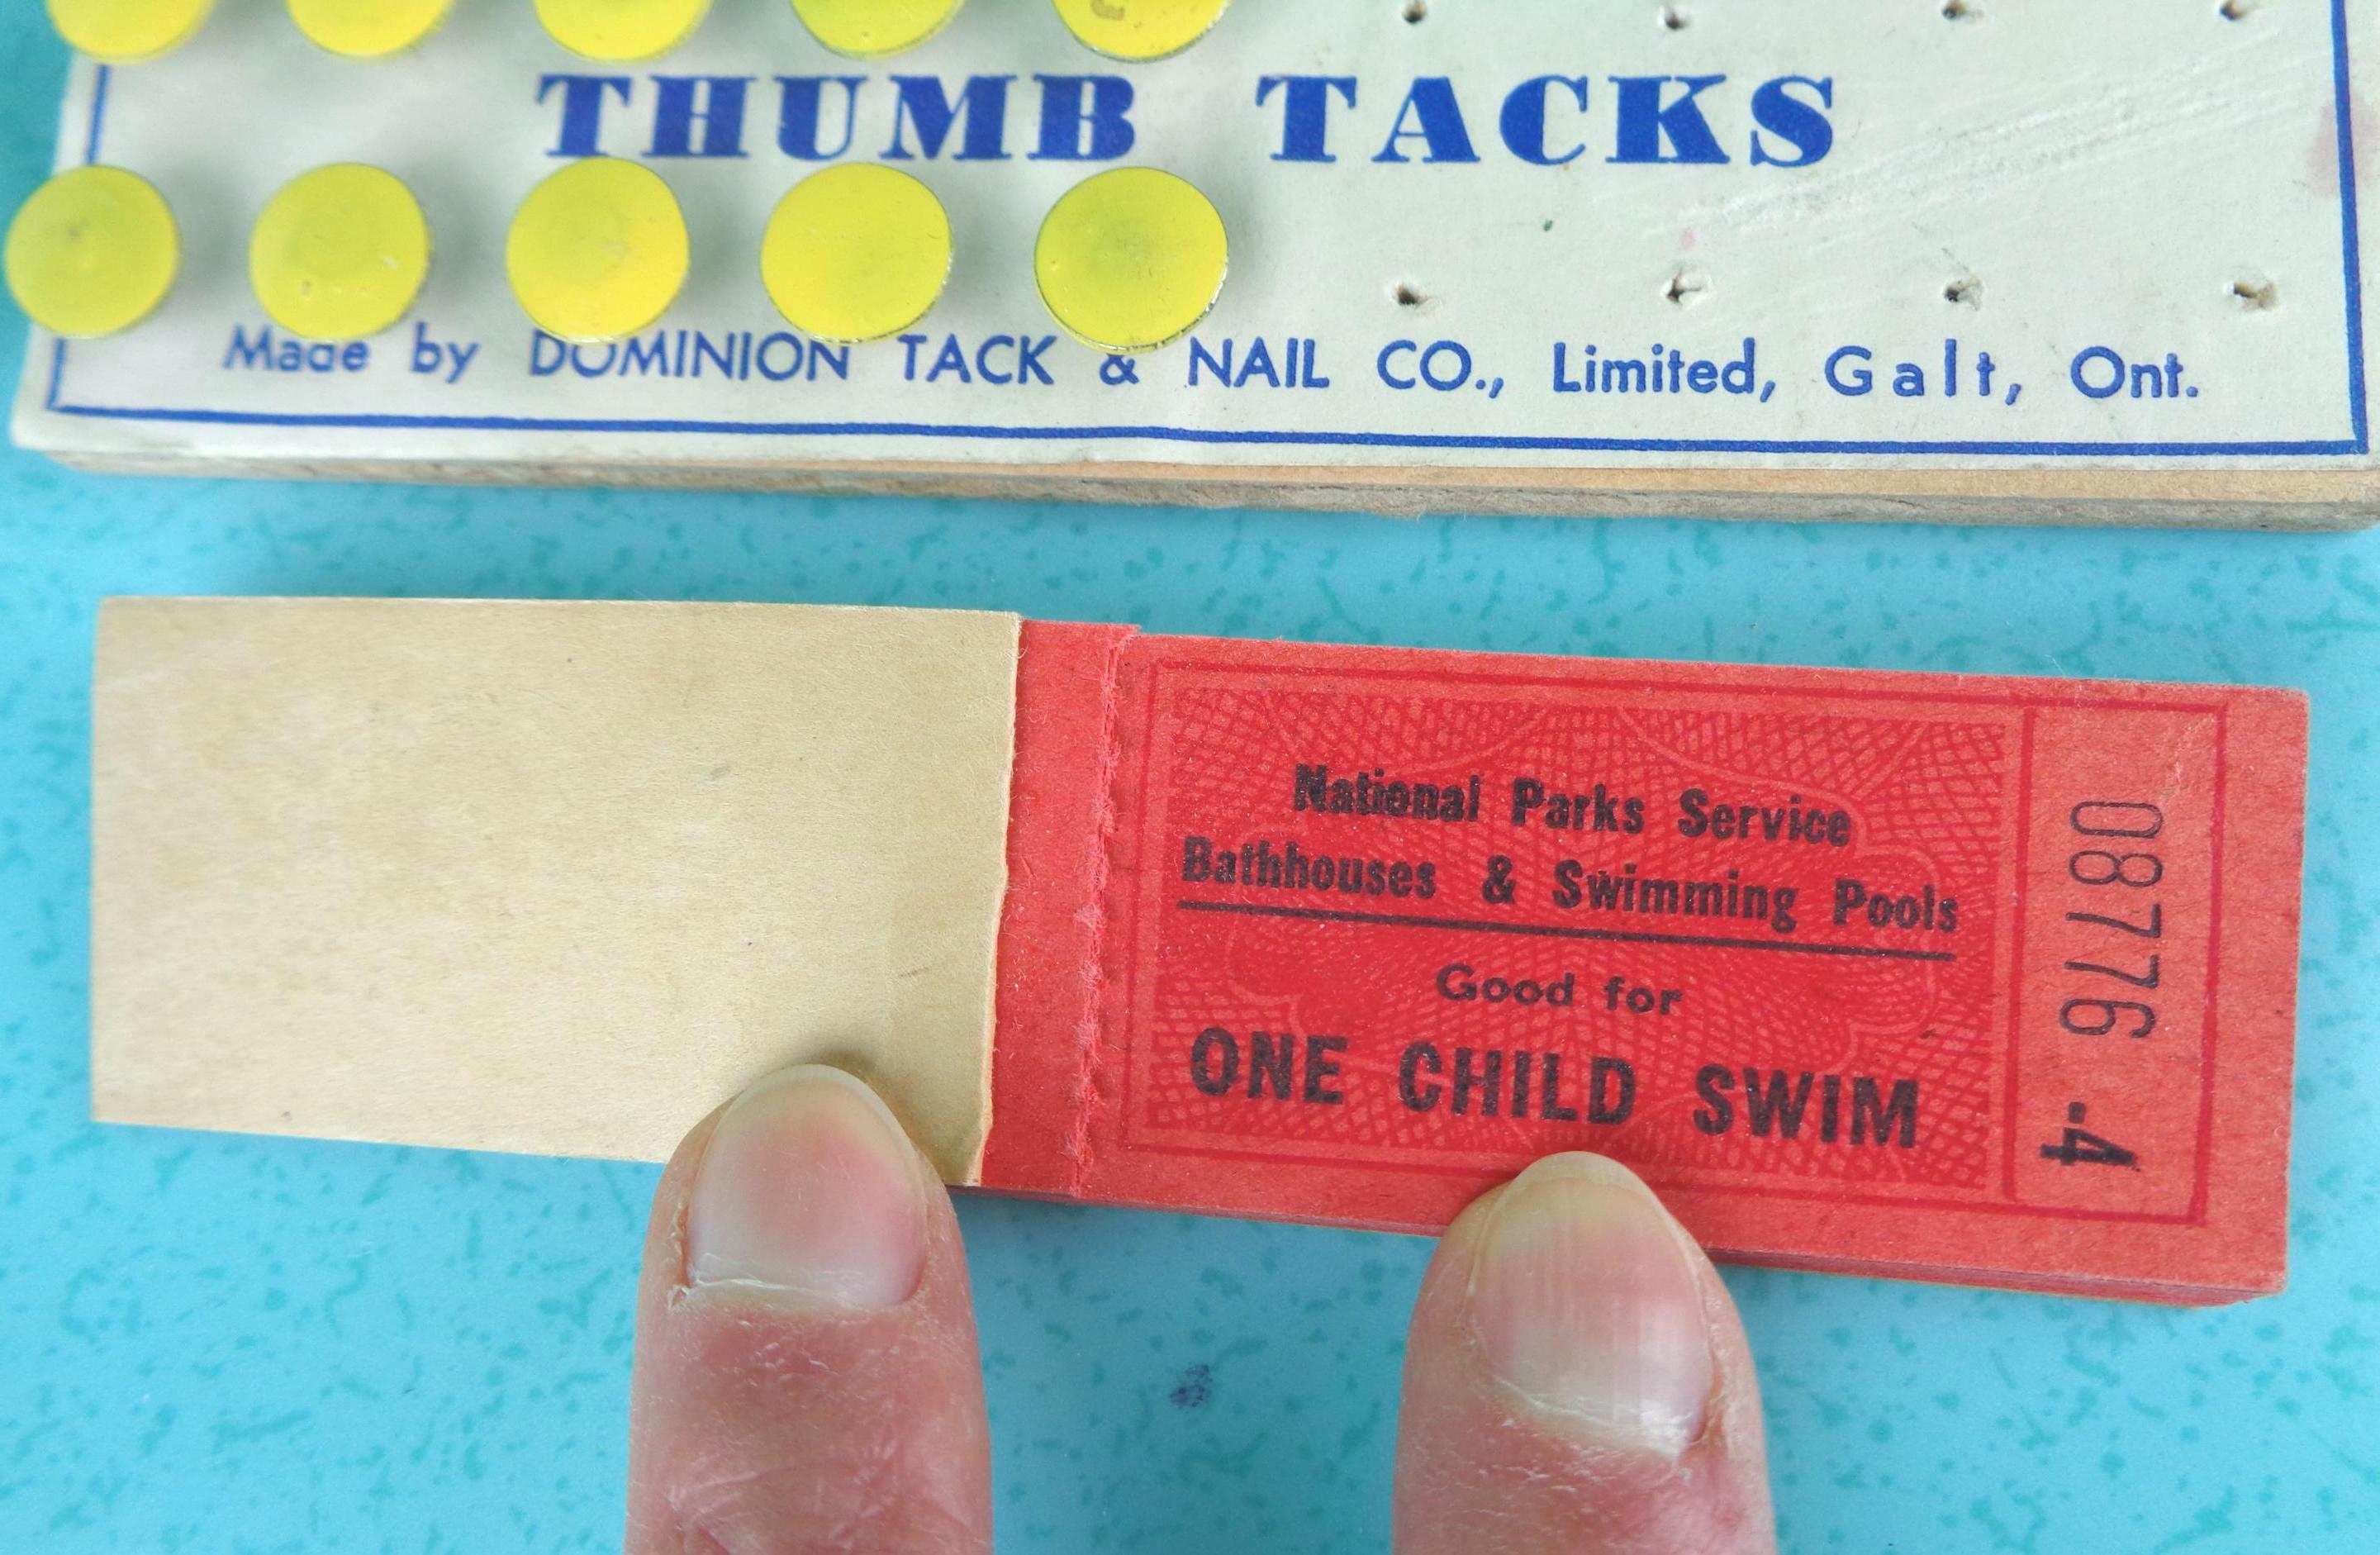 THUMB TACKS
Made by DOMINION TACK & NAIL CO., Limited, Galt, Ont.
National Parks Service
Bathhouses & Swimming Pools
Good for
ONE CHILD SWIM
08776 -4